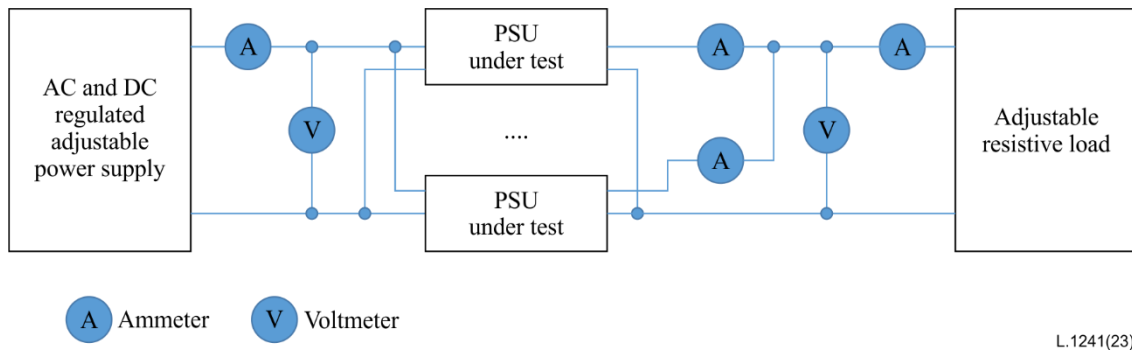 AC and DC
regulated
adjustable
power supply
A
V
PSU
under test
....
PSU
under test
A
A
V
A
Adjustable
resistive load
A Ammeter
V Voltmeter
L.1241(23)